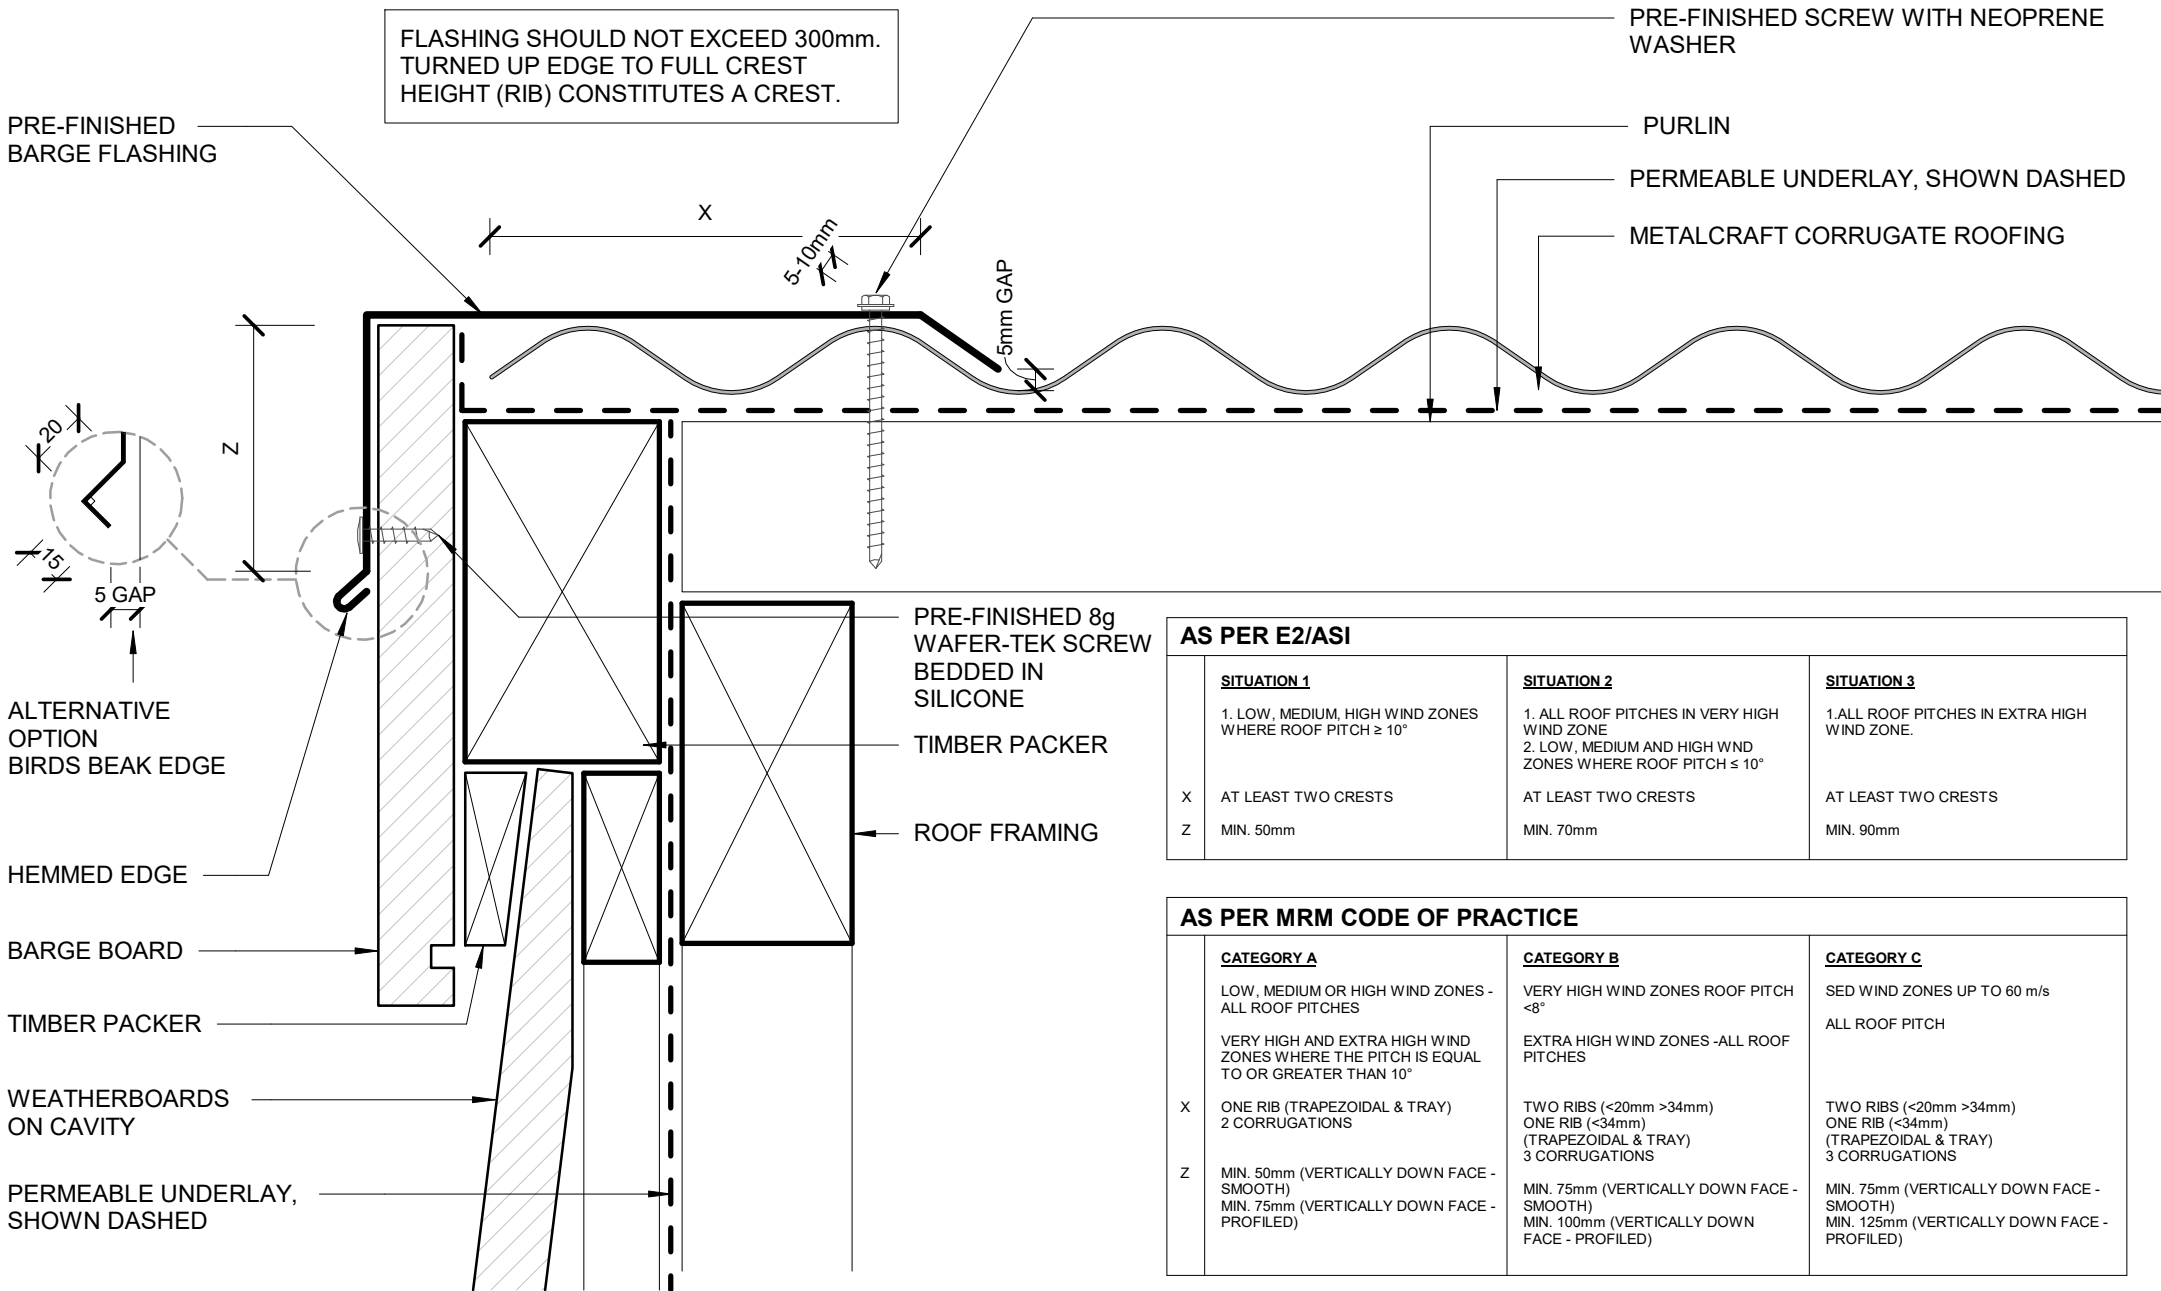 FLASHING SHOULD NOT EXCEED 300mm.
TURNED UP EDGE TO FULL CREST
HEIGHT (RIB) CONSTITUTES A CREST.
PRE-FINISHED SCREW WITH NEOPRENE
WASHER
PRE-FINISHED
BARGE FLASHING
PURLIN
PERMEABLE UNDERLAY, SHOWN DASHED
METALCRAFT CORRUGATE ROOFING
X
5-10mm
5mm GAP
Z
20
15
5 GAP
ALTERNATIVE
OPTION
BIRDS BEAK EDGE
HEMMED EDGE
BARGE BOARD
TIMBER PACKER
WEATHERBOARDS
ON CAVITY
PERMEABLE UNDERLAY,
SHOWN DASHED
PRE-FINISHED 8g
WAFER-TEK SCREW
BEDDED IN
SILICONE
TIMBER PACKER
ROOF FRAMING
AS PER E2/ASI
SITUATION 1
1. LOW, MEDIUM, HIGH WIND ZONES
WHERE ROOF PITCH ≥ 10°
SITUATION 2
1. ALL ROOF PITCHES IN VERY HIGH
WIND ZONE
2. LOW, MEDIUM AND HIGH WND
ZONES WHERE ROOF PITCH ≤ 10°
SITUATION 3
1.ALL ROOF PITCHES IN EXTRA HIGH
WIND ZONE.
X AT LEAST TWO CRESTS AT LEAST TWO CRESTS AT LEAST TWO CRESTS
Z MIN. 50mm MIN. 70mm MIN. 90mm
AS PER MRM CODE OF PRACTICE
CATEGORY A
LOW, MEDIUM OR HIGH WIND ZONES -
ALL ROOF PITCHES
VERY HIGH AND EXTRA HIGH WIND
ZONES WHERE THE PITCH IS EQUAL
TO OR GREATER THAN 10°
CATEGORY B
VERY HIGH WIND ZONES ROOF PITCH
<8°
EXTRA HIGH WIND ZONES -ALL ROOF
PITCHES
CATEGORY C
SED WIND ZONES UP TO 60 m/s
ALL ROOF PITCH
X
ONE RIB (TRAPEZOIDAL & TRAY)
2 CORRUGATIONS
TWO RIBS (<20mm >34mm)
ONE RIB (<34mm)
(TRAPEZOIDAL & TRAY)
3 CORRUGATIONS
TWO RIBS (<20mm >34mm)
ONE RIB (<34mm)
(TRAPEZOIDAL & TRAY)
3 CORRUGATIONS
Z
MIN. 50mm (VERTICALLY DOWN FACE -
SMOOTH)
MIN. 75mm (VERTICALLY DOWN FACE -
PROFILED)
MIN. 75mm (VERTICALLY DOWN FACE -
SMOOTH)
MIN. 100mm (VERTICALLY DOWN
FACE - PROFILED)
MIN. 75mm (VERTICALLY DOWN FACE -
SMOOTH)
MIN. 125mm (VERTICALLY DOWN FACE -
PROFILED)